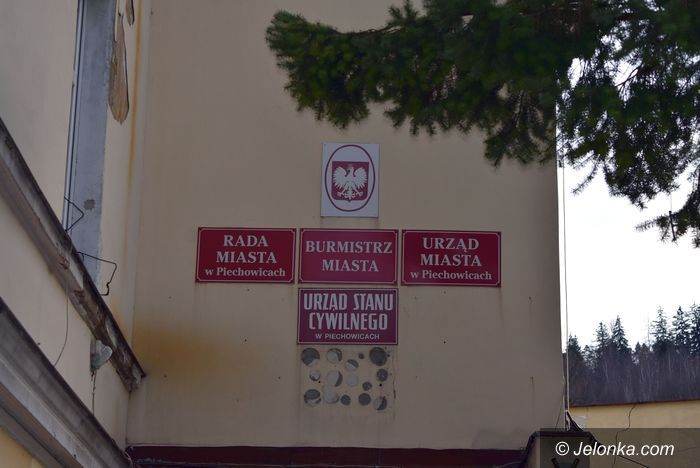 RADA
MIASTA
w Piechowicach
BURMISTRZ
MIASTA
URZĄD
MIASTA
w Piechowicach
URZĄD STANU
CYWILNEGO
W PIECHOWICACH
© Jelonka.com